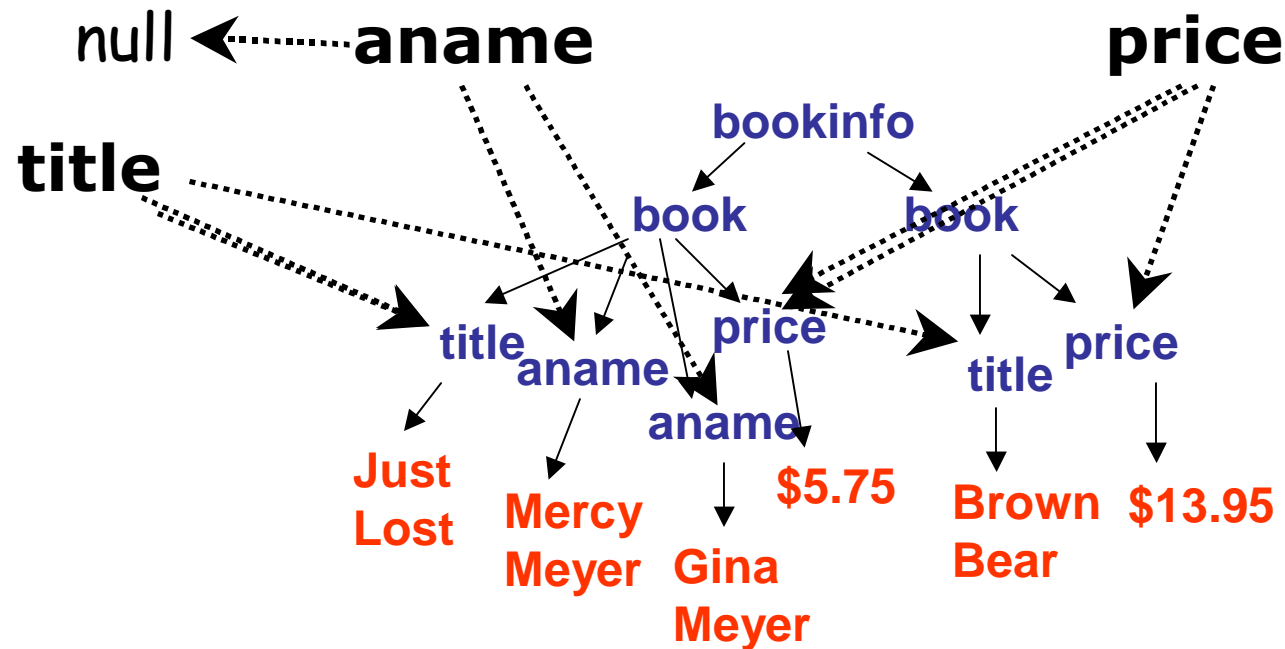 null
aname
price
bookinfo
title
book
book
price
title
price
aname
title
aname
Just
Lost
$5.75
Mercy
Meyer
Brown
Bear
$13.95
Gina
Meyer